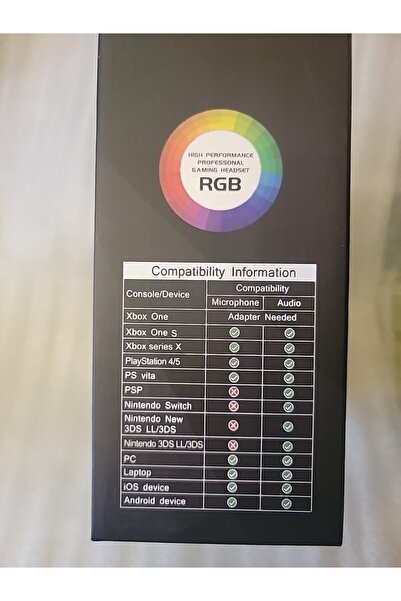 HIGH PERFORMANCE
PROFESSIONAL
GAMING HEADSET
RGB
Compatibility Information
Console/Device Compatibility
Microphone Audio
Xbox One Adapter Needed
Xbox One S
Xbox series X
PlayStation 4/5
PS vita
PSP
Nintendo Switch
Nintendo New
3DS LL/3DS
Nintendo 3DS LL/3DS
PC
Laptop
iOS device
Android device